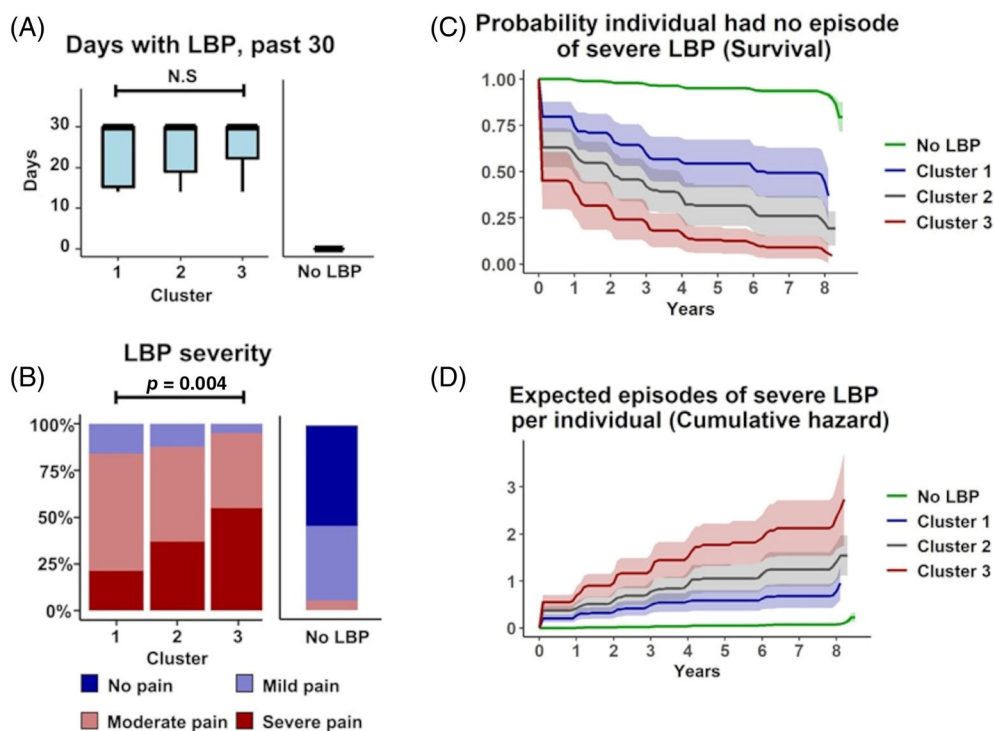 (A)
Days with LBP, past 30
N.S
30
20
10
0
Days
1 2 3
Cluster
No LBP
(B)
LBP severity
p = 0.004
100%
75%
50%
25%
0%
1 2 3
Cluster
No LBP
No pain
Mild pain
Moderate pain
Severe pain
(C)
Probability individual had no episode
of severe LBP (Survival)
1.00
0.75
0.50
0.25
0.00
0 1 2 3 4 5 6 7 8
Years
No LBP
Cluster 1
Cluster 2
Cluster 3
(D)
Expected episodes of severe LBP
per individual (Cumulative hazard)
3
2
1
0
0 1 2 3 4 5 6 7 8
Years
No LBP
Cluster 1
Cluster 2
Cluster 3